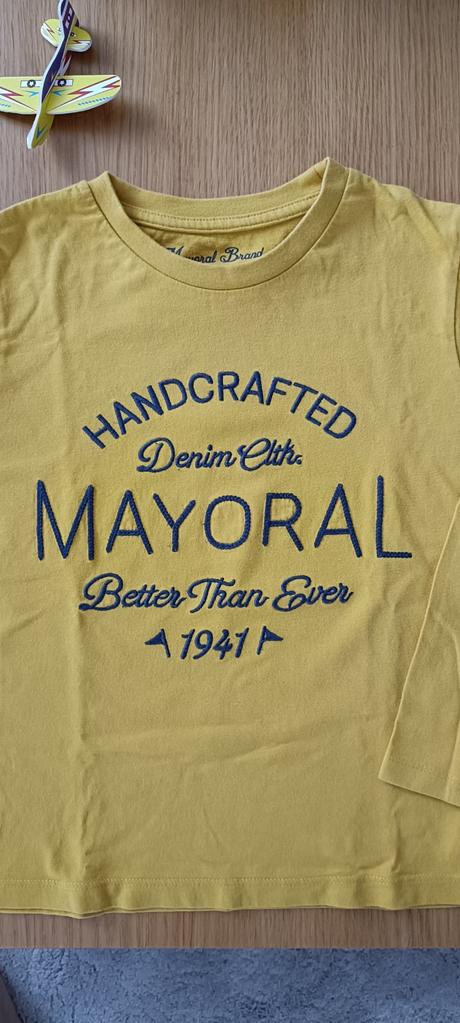 Mayoral Brand
HANDCRAFTED
Denim Clth.
MAYORAL
Better Than Ever
1941